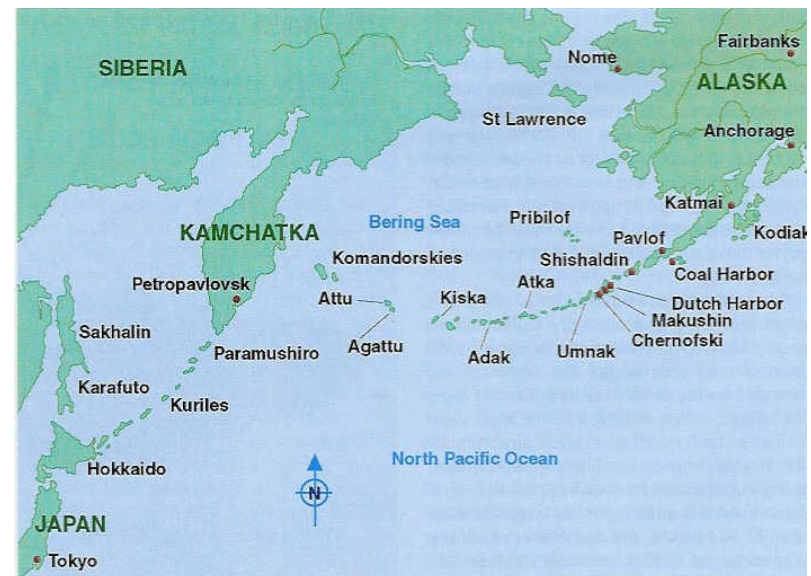 Fairbanks
Nome
SIBERIA
ALASKA
St Lawrence
Anchorage
Katmai
Bering Sea
Pribilof
KAMCHATKA
Pavlof
Kodiak
Komandorskies
Shishaldin
Coal Harbor
Petropavlovsk
Attu
Kiska
Atka
Dutch Harbor
Makushin
Sakhalin
Agattu
Adak
Umnak
Chernofski
Paramushiro
Karafuto
Kuriles
North Pacific Ocean
Hokkaido
N
JAPAN
Tokyo